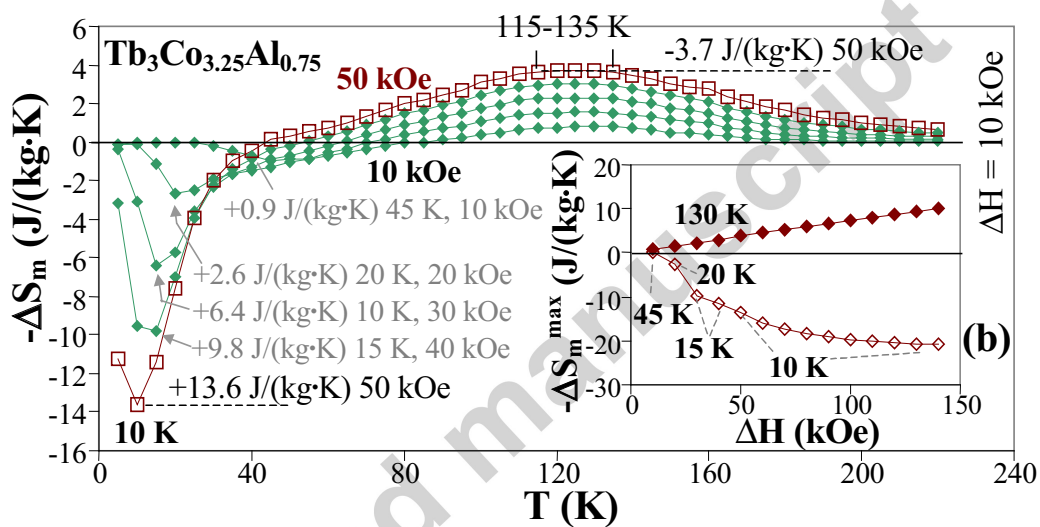 Tb3Co3.25Al0.75
115-135 K
-3.7 J/(kg•K) 50 kOe
50 kOe
10 kOe
+0.9 J/(kg•K) 45 K, 10 kOe
+2.6 J/(kg•K) 20 K, 20 kOe
+6.4 J/(kg•K) 10 K, 30 kOe
+9.8 J/(kg•K) 15 K, 40 kOe
+13.6 J/(kg•K) 50 kOe
10 K
-ΔSm (J/(kg•K)
6
4
2
0
-2
-4
-6
-8
-10
-12
-14
-16
0
40
80
120
160
200
240
T (K)
ΔH = 10 kOe
(b)
-ΔSm^max (J/(kg•K)
20
10
0
-10
-20
-30
130 K
20 K
45 K
15 K
10 K
0
50
100
150
ΔH (kOe)
d manuscript